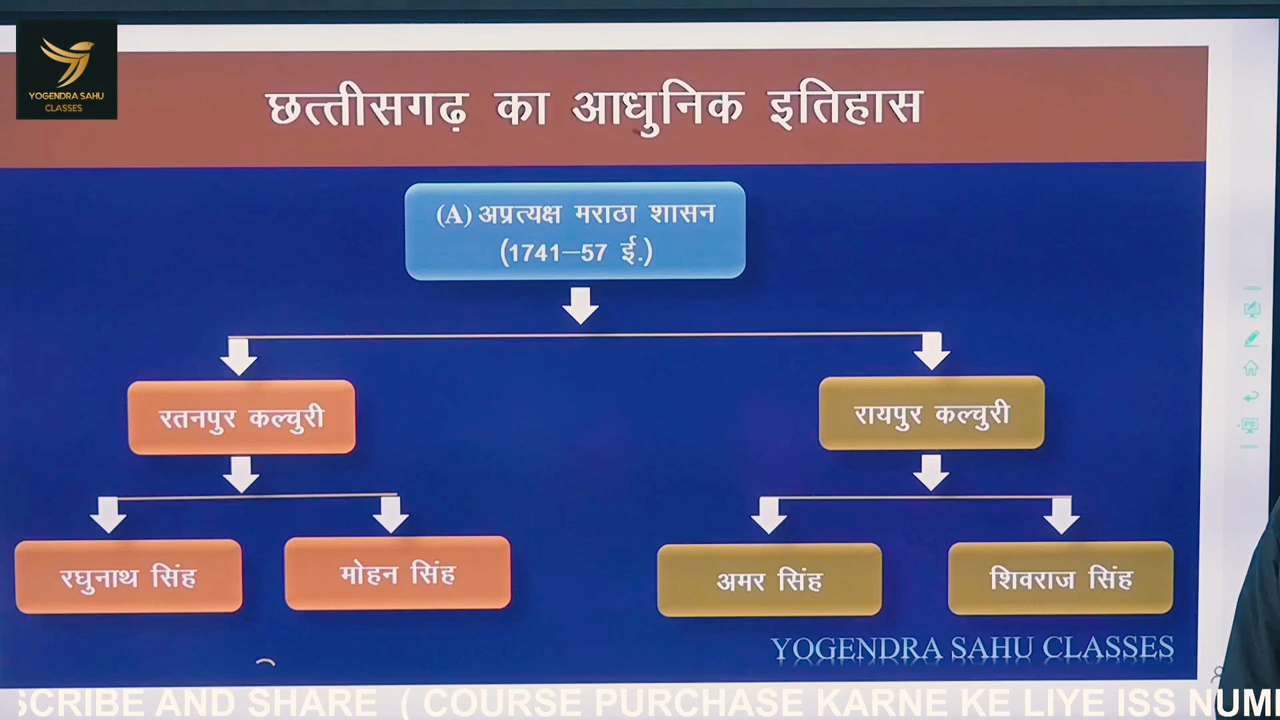 YOGENDRA SAHU
CLASSES
छत्तीसगढ़ का आधुनिक इतिहास
(A) अप्रत्यक्ष मराठा शासन
(1741–57 ई.)
रतनपुर कल्चुरी
रायपुर कल्चुरी
रघुनाथ सिंह
मोहन सिंह
अमर सिंह
शिवराज सिंह
YOGENDRA SAHU CLASSES
SCRIBE AND SHARE ( COURSE PURCHASE KARNE KE LIYE ISS